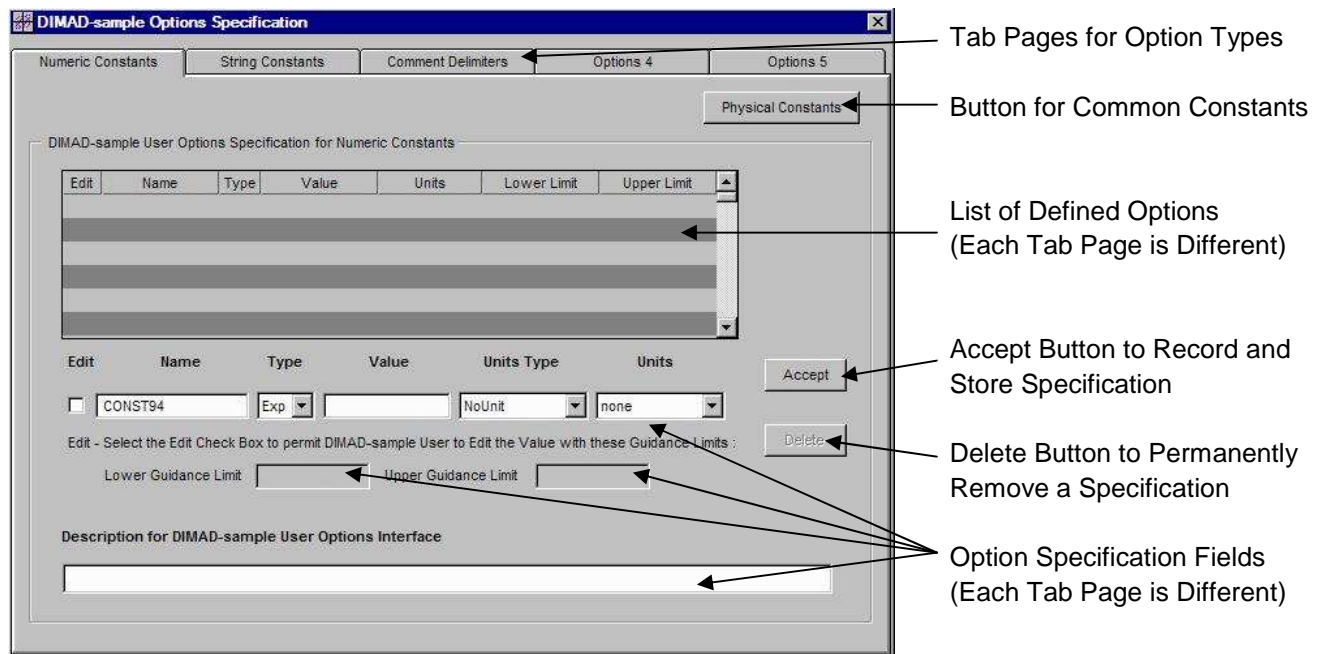 DIMAD-sample Options Specification
Numeric Constants String Constants Comment Delimiters Options 4 Options 5
Tab Pages for Option Types
Physical Constants
Button for Common Constants
DIMAD-sample User Options Specification for Numeric Constants
Edit Name Type Value Units Lower Limit Upper Limit
List of Defined Options
(Each Tab Page is Different)
Edit Name Type Value Units Type Units
Accept
Accept Button to Record and
Store Specification
CONST94 Exp NoUnit none
Edit - Select the Edit Check Box to permit DIMAD-sample User to Edit the Value with these Guidance Limits :
Delete
Delete Button to Permanently
Remove a Specification
Lower Guidance Limit Upper Guidance Limit
Description for DIMAD-sample User Options Interface
Option Specification Fields
(Each Tab Page is Different)